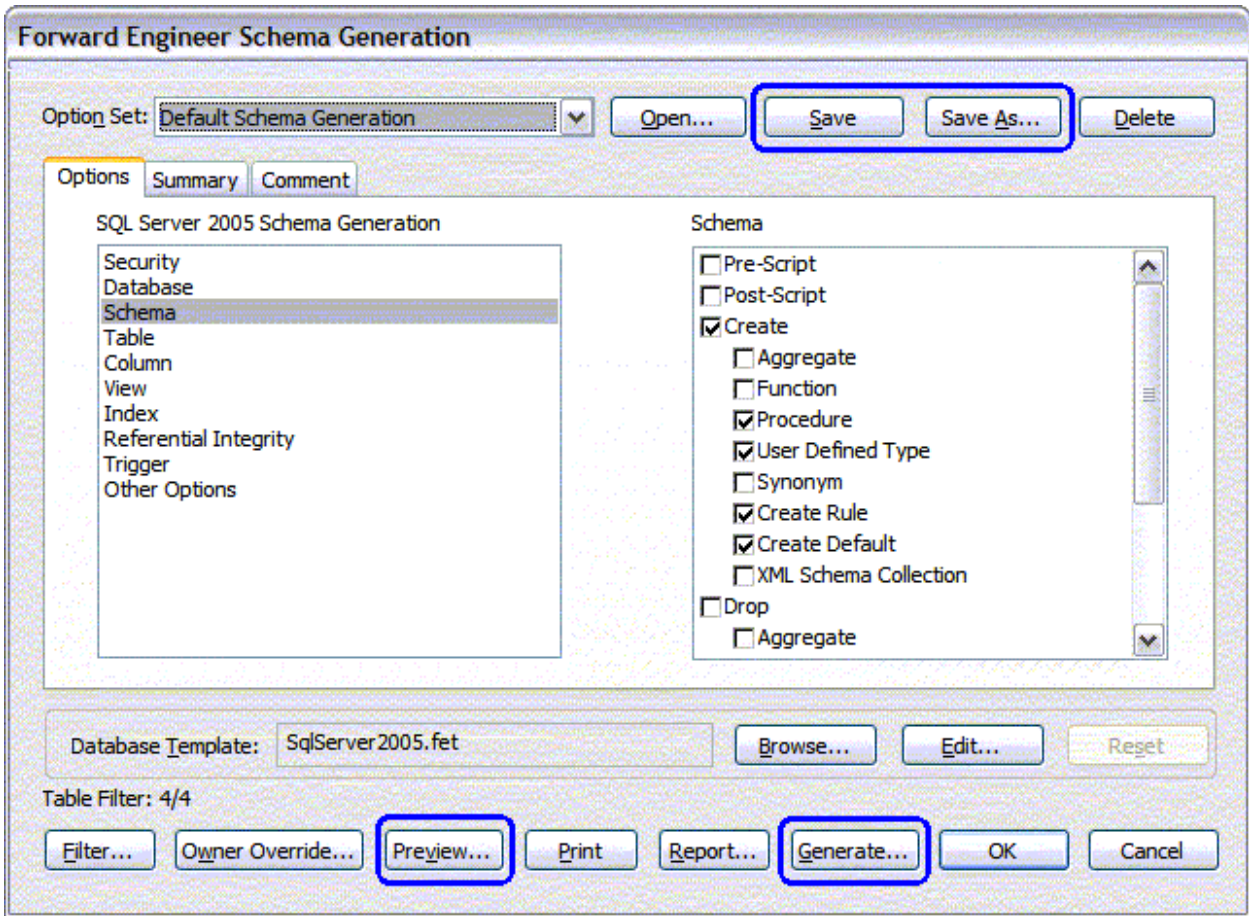 Forward Engineer Schema Generation
Option Set: Default Schema Generation Open... Save Save As... Delete
Options Summary Comment
SQL Server 2005 Schema Generation
Security
Database
Schema
Table
Column
View
Index
Referential Integrity
Trigger
Other Options
Schema
Pre-Script
Post-Script
Create
Aggregate
Function
Procedure
User Defined Type
Synonym
Create Rule
Create Default
XML Schema Collection
Drop
Aggregate
Database Template: SqlServer2005.fet Browse... Edit... Reset
Table Filter: 4/4
Filter... Owner Override... Preview... Print Report... Generate... OK Cancel